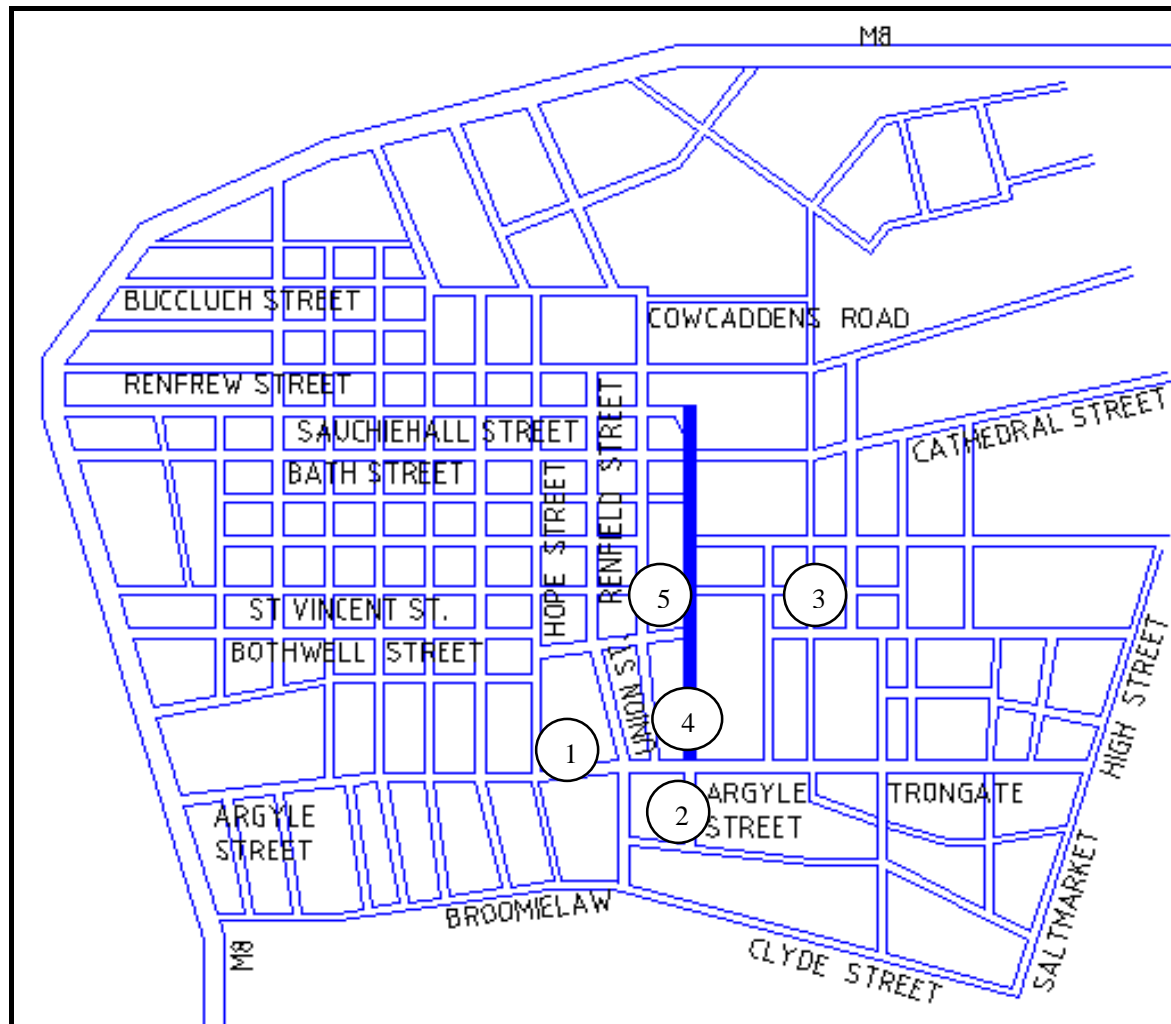 M8
BUCCLUCH STREET
COWCADDENS ROAD
RENFREW STREET
CATHEDRAL STREET
SAUCHIEHALL STREET
BATH STREET
HOPE STREET
RENFIELD STREET
5
3
ST VINCENT ST.
BOTHWELL STREET
UNION ST.
HIGH STREET
4
1
2
ARGYLE
STREET
TRONGATE
ARGYLE
STREET
SALTMARKET
BROOMIELAW
CLYDE STREET
M8